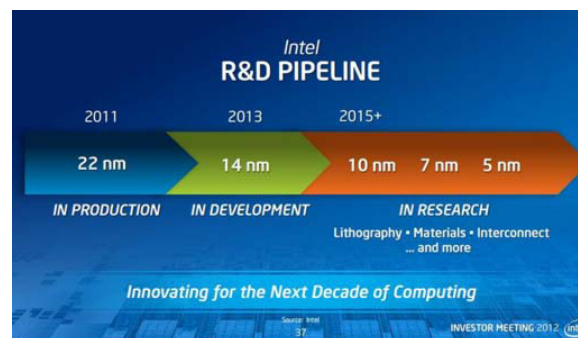 Intel
R&D PIPELINE
2011
2013
2015+
22 nm
14 nm
10 nm
7 nm
5 nm
IN PRODUCTION
IN DEVELOPMENT
IN RESEARCH
Lithography • Materials • Interconnect
... and more
Innovating for the Next Decade of Computing
Source: Intel
37
INVESTOR MEETING 2012
intel